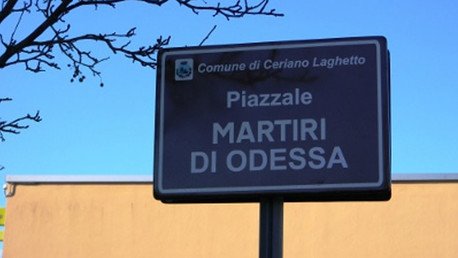 Comune di Ceriano Laghetto
Piazzale
MARTIRI
DI ODESSA